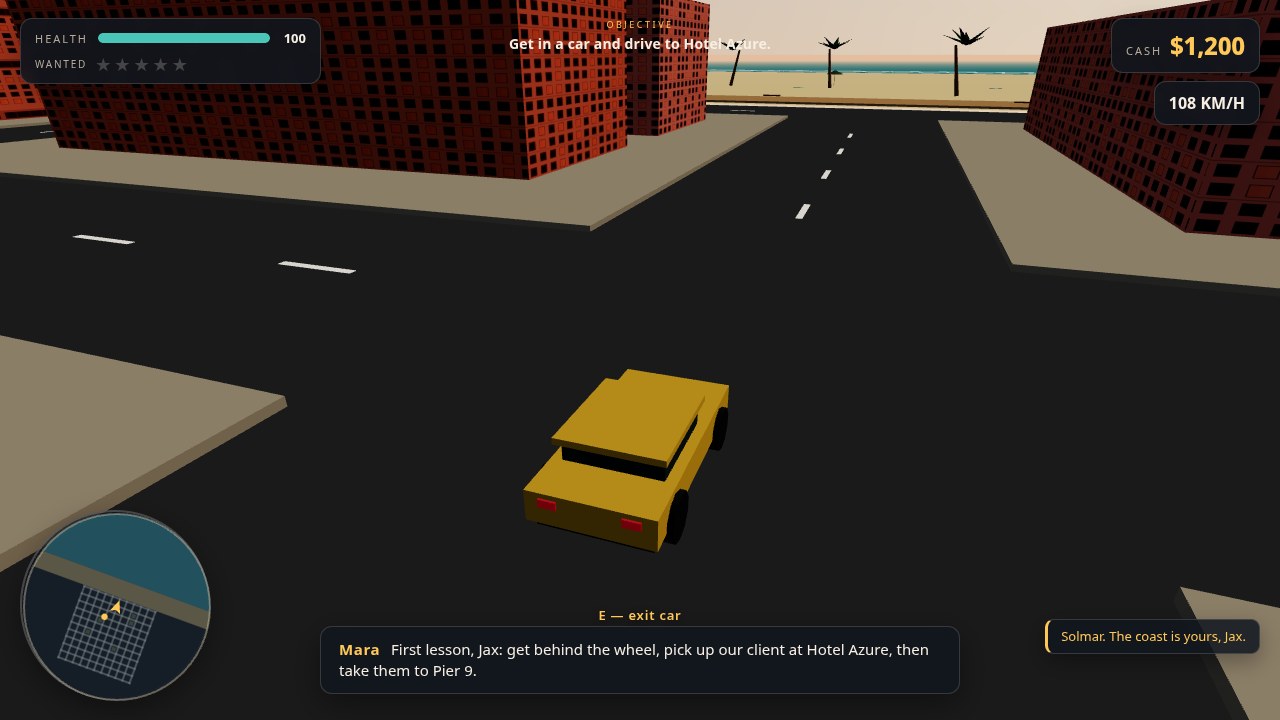 HEALTH 100
WANTED
OBJECTIVE
Get in a car and drive to Hotel Azure.
CASH $1,200
108 KM/H
E — exit car
Mara First lesson, Jax: get behind the wheel, pick up our client at Hotel Azure, then
take them to Pier 9.
Solmar. The coast is yours, Jax.